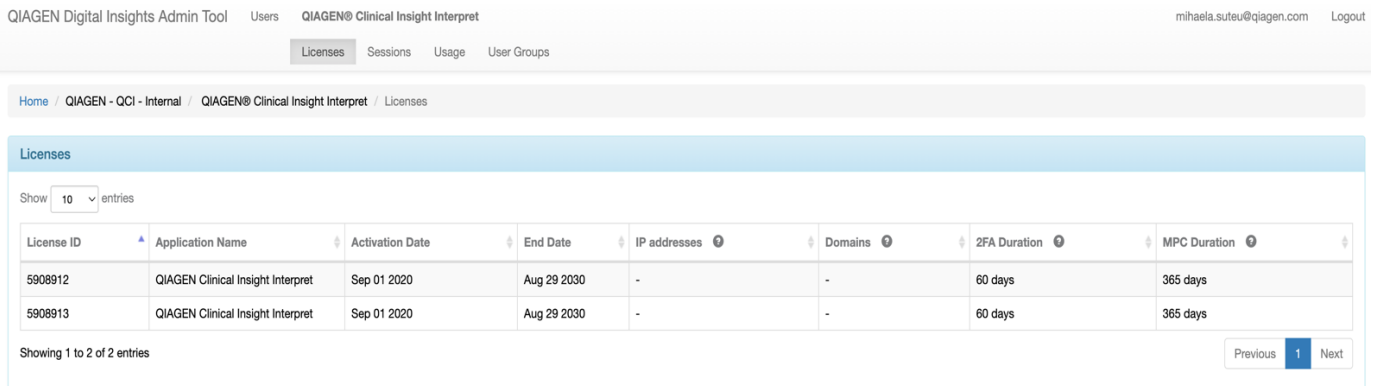 QIAGEN Digital Insights Admin Tool Users QIAGEN® Clinical Insight Interpret mihaela.suteu@qiagen.com Logout
Licenses Sessions Usage User Groups
Home / QIAGEN - QCI - Internal / QIAGEN® Clinical Insight Interpret / Licenses
Licenses
Show 10 entries
License ID Application Name Activation Date End Date IP addresses ? Domains ? 2FA Duration ? MPC Duration ?
5908912 QIAGEN Clinical Insight Interpret Sep 01 2020 Aug 29 2030 - - 60 days 365 days
5908913 QIAGEN Clinical Insight Interpret Sep 01 2020 Aug 29 2030 - - 60 days 365 days
Showing 1 to 2 of 2 entries Previous 1 Next